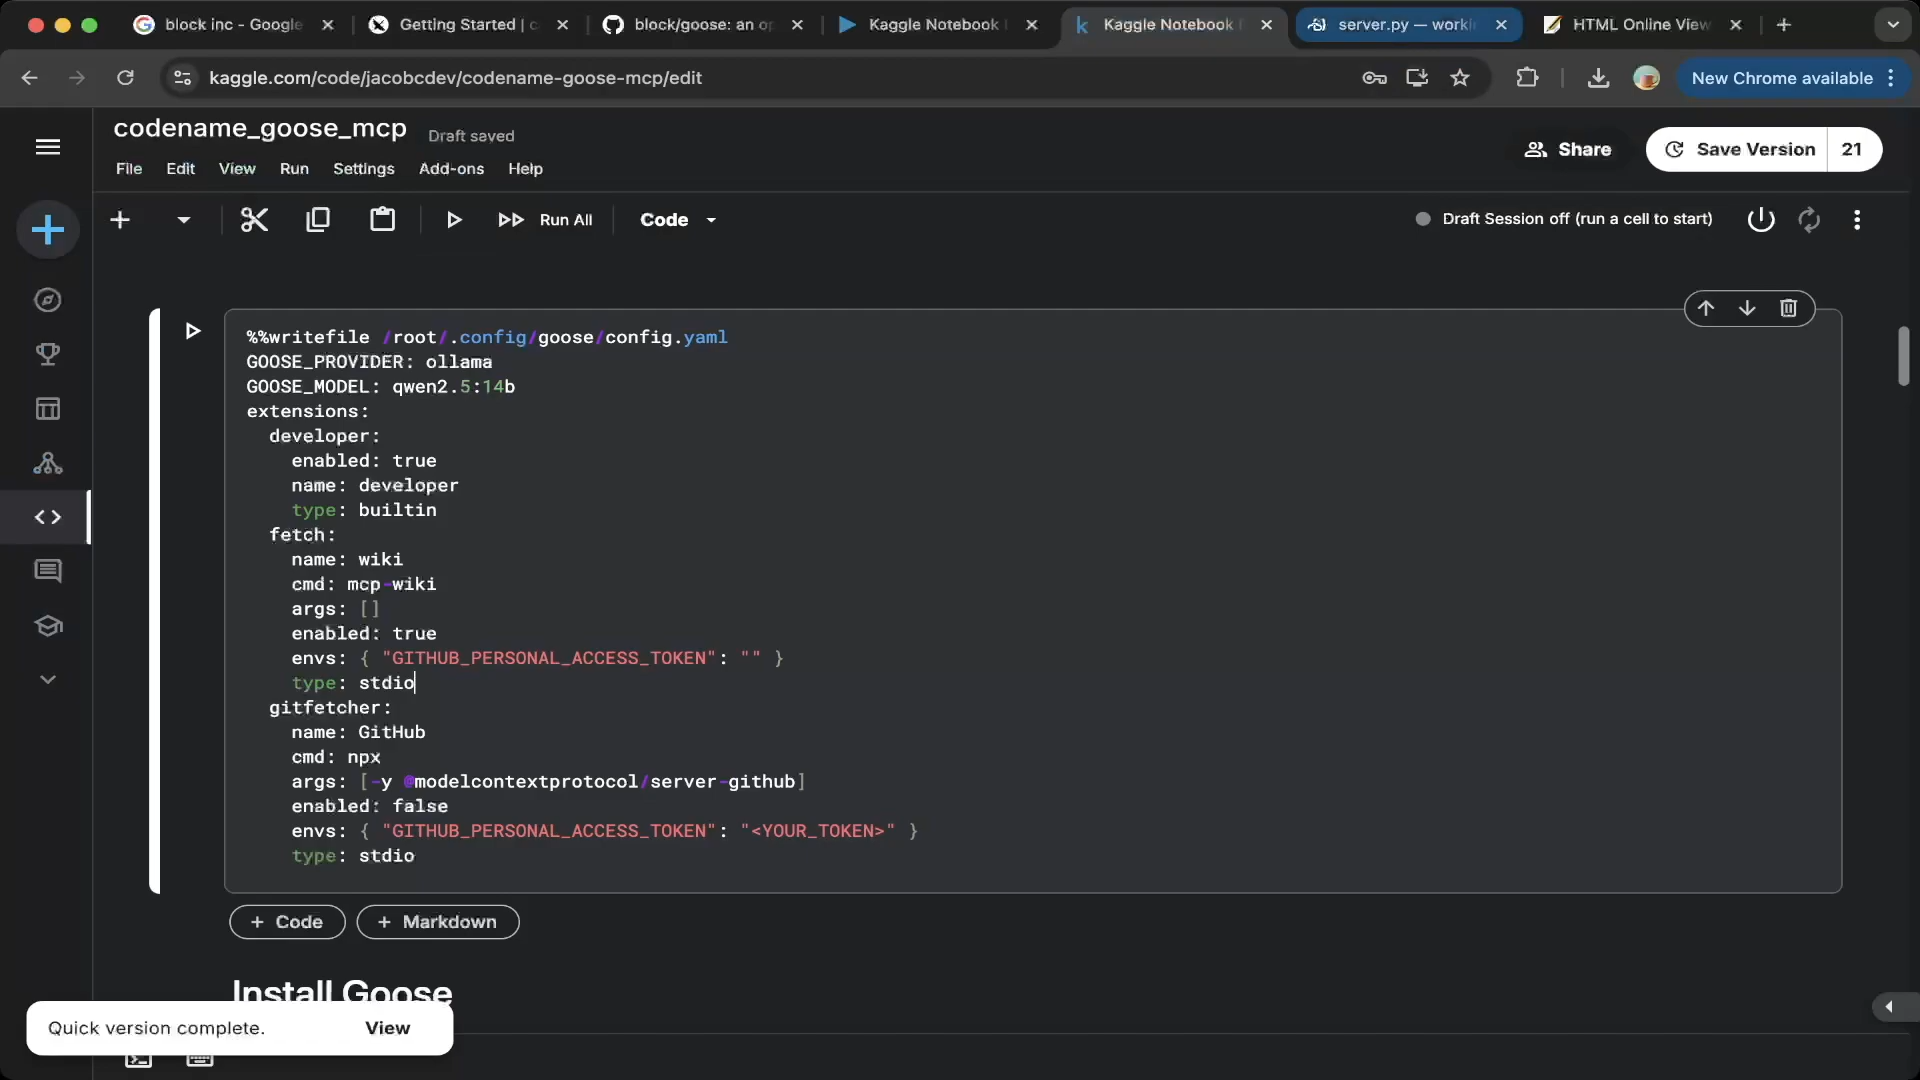 block inc - Google
Getting Started | c
block/goose: an op
Kaggle Notebook
Kaggle Notebook
server.py — worki
HTML Online View
kaggle.com/code/jacobcdev/codename-goose-mcp/edit
New Chrome available
codename_goose_mcp
Draft saved
Share
Save Version
21
File
Edit
View
Run
Settings
Add-ons
Help
Run All
Code
Draft Session off (run a cell to start)
%%writefile /root/.config/goose/config.yaml
GOOSE_PROVIDER: ollama
GOOSE_MODEL: qwen2.5:14b
extensions:
developer:
enabled: true
name: developer
type: builtin
fetch:
name: wiki
cmd: mcp-wiki
args: []
enabled: true
envs: { "GITHUB_PERSONAL_ACCESS_TOKEN": "" }
type: stdio
gitfetcher:
name: GitHub
cmd: npx
args: [-y @modelcontextprotocol/server-github]
enabled: false
envs: { "GITHUB_PERSONAL_ACCESS_TOKEN": "<YOUR_TOKEN>" }
type: stdio
+ Code
+ Markdown
Install Goose
Quick version complete.
View